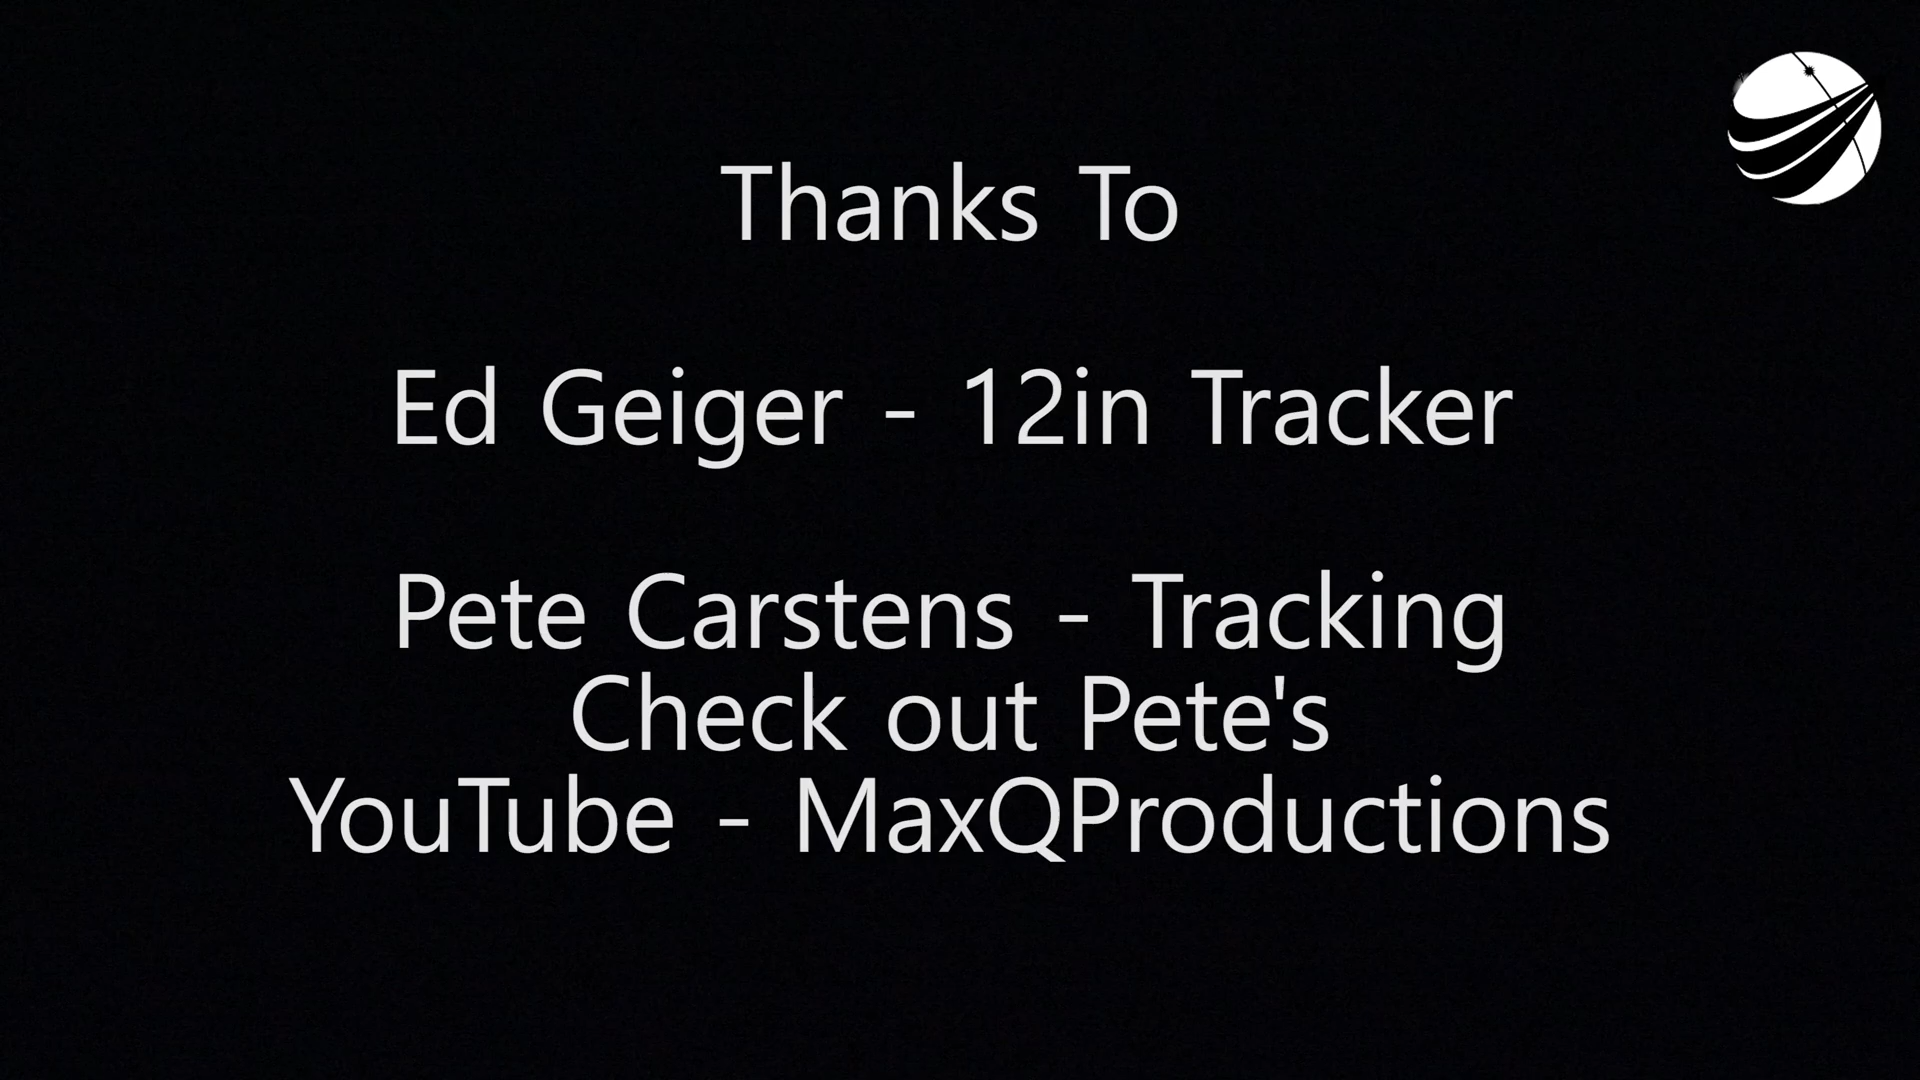 Thanks To
Ed Geiger - 12in Tracker
Pete Carstens - Tracking
Check out Pete's
YouTube - MaxQProductions